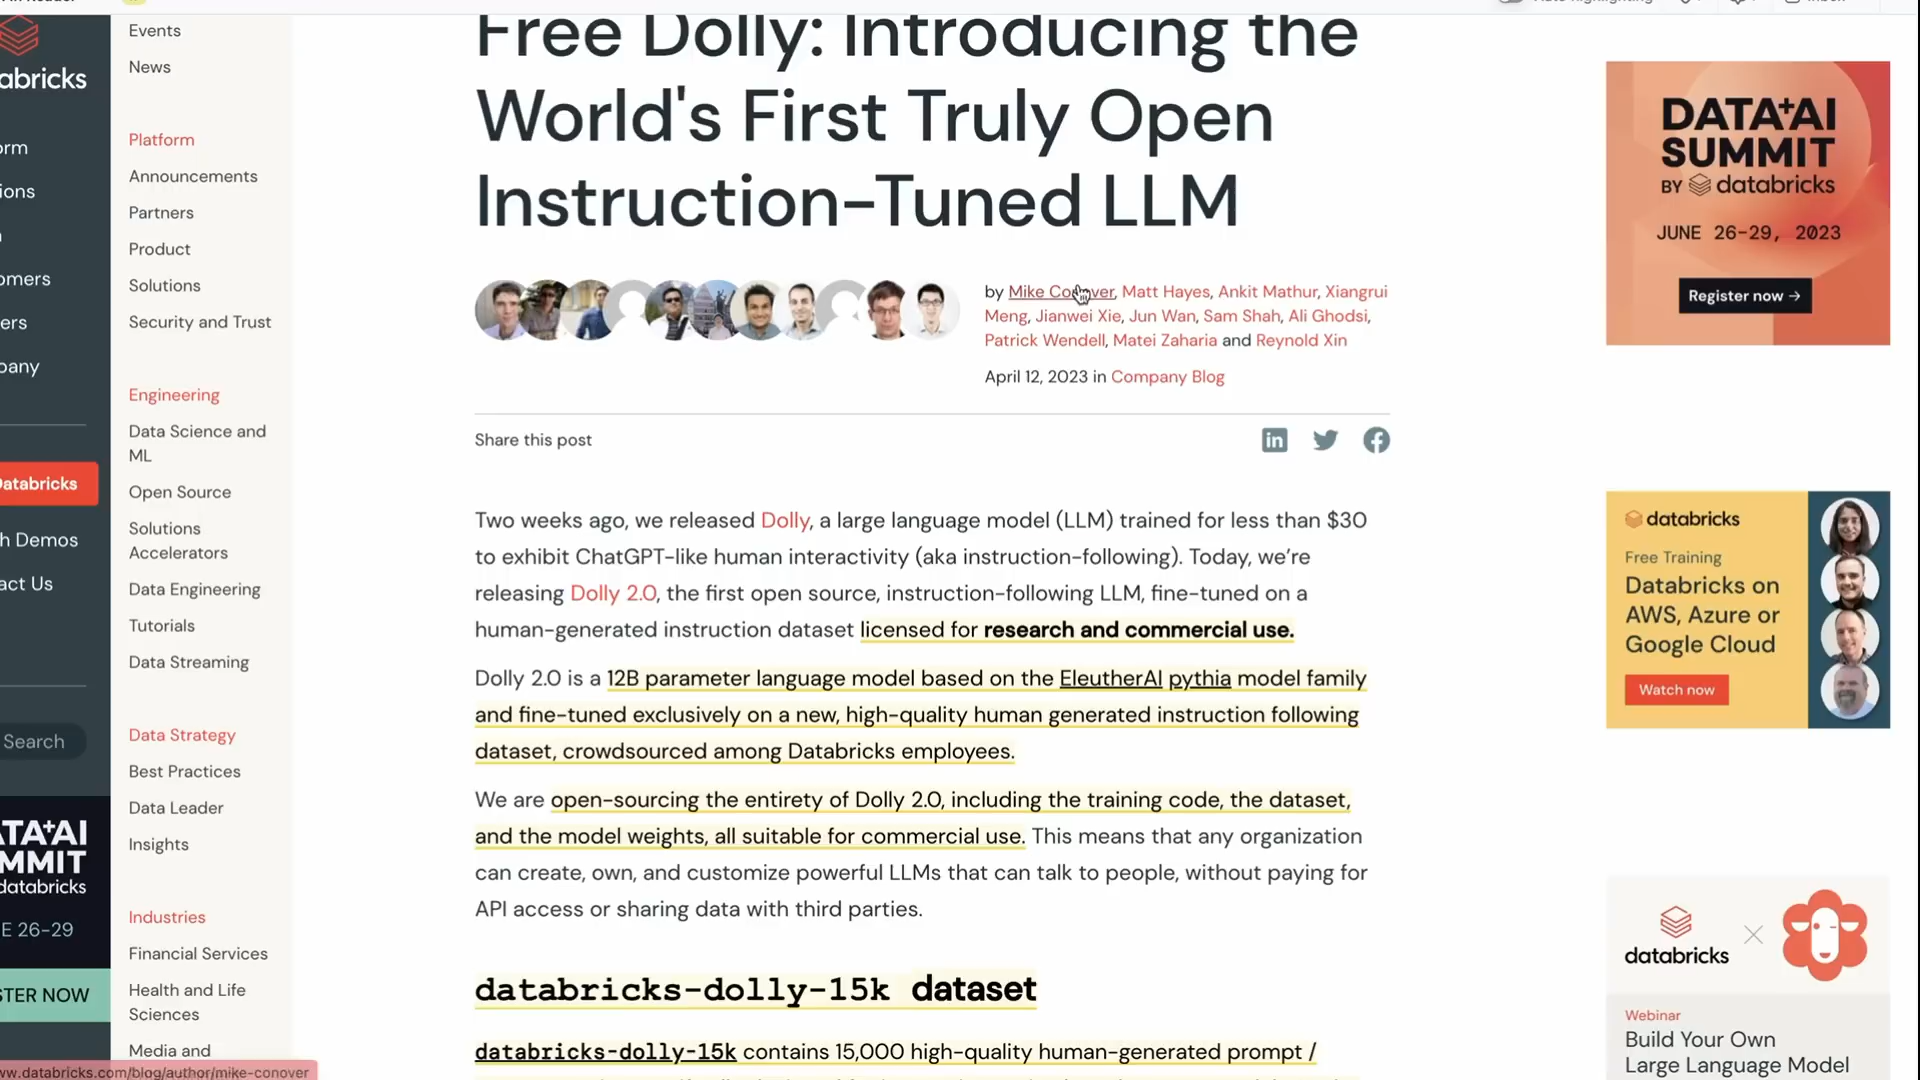 abricks
orm
ions
omers
ers
pany
Databricks
h Demos
act Us
Search
TA+AI
MMIT
databricks
E 26-29
STER NOW
Events
News
Platform
Announcements
Partners
Product
Solutions
Security and Trust
Engineering
Data Science and
ML
Open Source
Solutions
Accelerators
Data Engineering
Tutorials
Data Streaming
Data Strategy
Best Practices
Data Leader
Insights
Industries
Financial Services
Health and Life
Sciences
Media and
ww.databricks.com/blog/author/mike-conover
Free Dolly: Introducing the
World's First Truly Open
Instruction-Tuned LLM
by Mike Conover, Matt Hayes, Ankit Mathur, Xiangrui
Meng, Jianwei Xie, Jun Wan, Sam Shah, Ali Ghodsi,
Patrick Wendell, Matei Zaharia and Reynold Xin
April 12, 2023 in Company Blog
Share this post
Two weeks ago, we released Dolly, a large language model (LLM) trained for less than $30
to exhibit ChatGPT-like human interactivity (aka instruction-following). Today, we’re
releasing Dolly 2.0, the first open source, instruction-following LLM, fine-tuned on a
human-generated instruction dataset licensed for research and commercial use.
Dolly 2.0 is a 12B parameter language model based on the EleutherAI pythia model family
and fine-tuned exclusively on a new, high-quality human generated instruction following
dataset, crowdsourced among Databricks employees.
We are open-sourcing the entirety of Dolly 2.0, including the training code, the dataset,
and the model weights, all suitable for commercial use. This means that any organization
can create, own, and customize powerful LLMs that can talk to people, without paying for
API access or sharing data with third parties.
databricks-dolly-15k dataset
databricks-dolly-15k contains 15,000 high-quality human-generated prompt /
DATA+AI
SUMMIT
BY databricks
JUNE 26-29, 2023
Register now →
databricks
Free Training
Databricks on
AWS, Azure or
Google Cloud
Watch now
databricks
Webinar
Build Your Own
Large Language Model